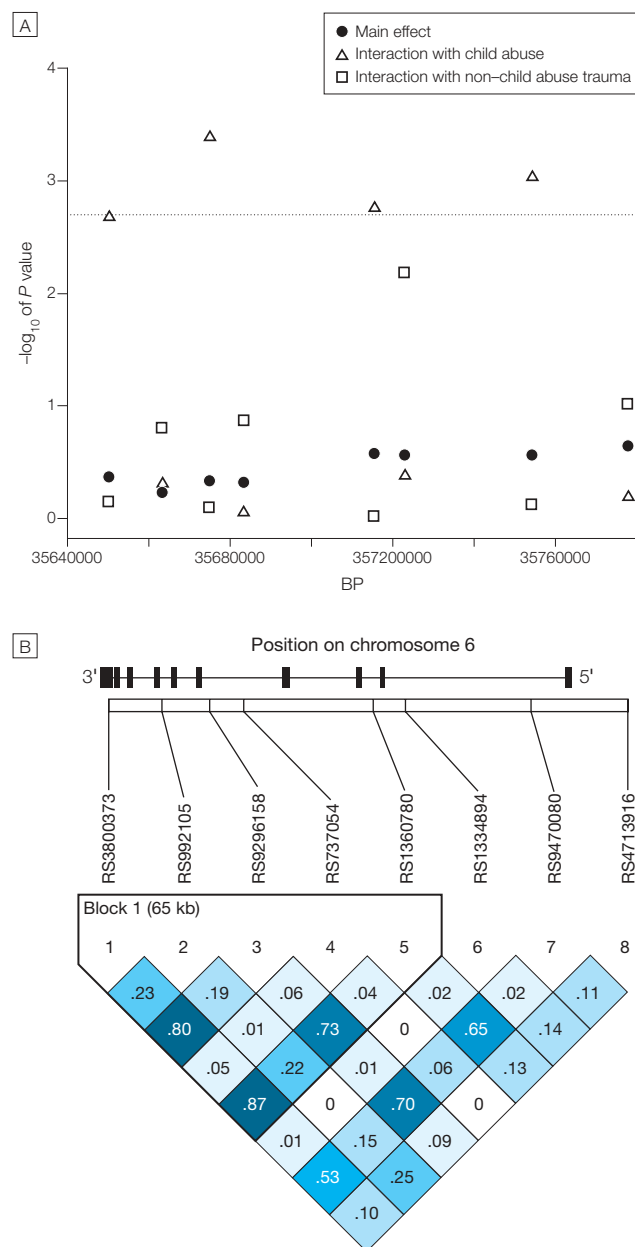 A
Main effect
Interaction with child abuse
Interaction with non–child abuse trauma
4
3
2
1
0
–log10 of P value
35640000 35680000 357200000 35760000
BP
B
Position on chromosome 6
3' 5'
RS3800373
RS992105
RS9296158
RS737054
RS1360780
RS1334894
RS9470080
RS4713916
Block 1 (65 kb)
1 2 3 4 5 6 7 8
.23 .19 .06 .04 .02 .02 .11
.80 .01 .73 0 .65 .14
.05 .22 .01 .06 .13
.87 0 .70 0
.01 .15 .09
.53 .25
.10